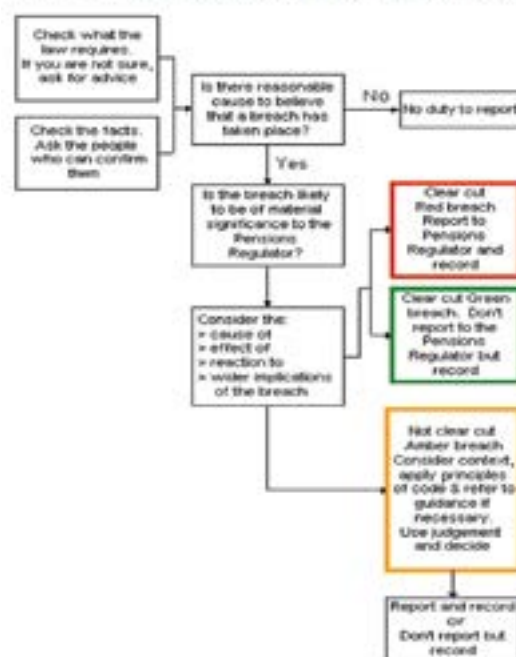 Check what the
law requires.
If you are not sure,
ask for advice
Check the facts.
Ask the people
who can confirm
them
Is there reasonable
cause to believe
that a breach has
taken place?
No
No duty to report
Yes
Is the breach likely
to be of material
significance to the
Pensions
Regulator?
Consider the:
» cause of
» effect of
» reaction to
» wider implications
of the breach
Clear cut
Red breach
Report to
Pensions
Regulator and
record
Clear cut Green
breach. Don't
report to the
Pensions
Regulator but
record
Not clear cut
Amber breach
Consider context,
apply principles
of code & refer to
guidance if
necessary.
Use judgement
and decide
Report and record
or
Don't report but
record